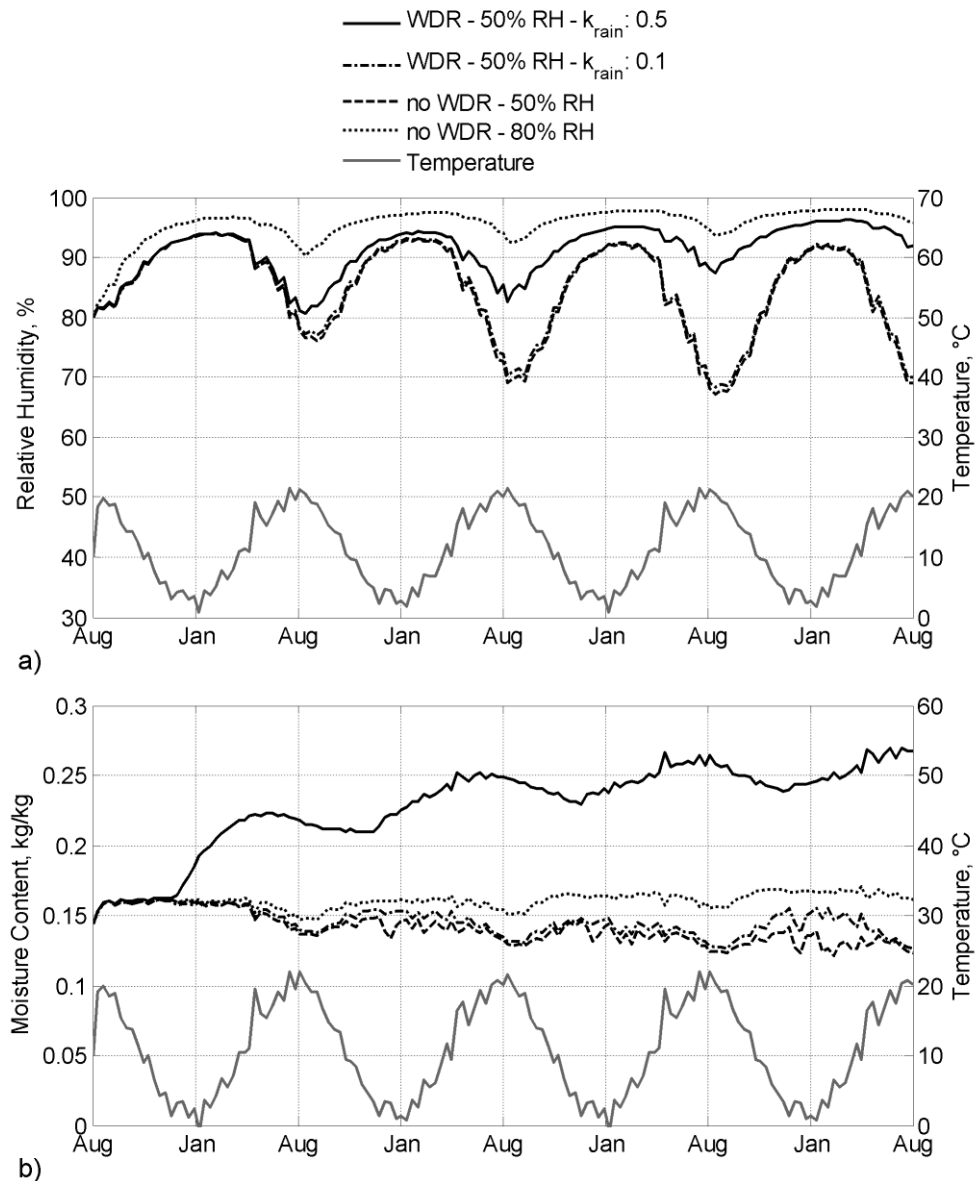 WDR - 50% RH - k_rain: 0.5
WDR - 50% RH - k_rain: 0.1
no WDR - 50% RH
no WDR - 80% RH
Temperature
Relative Humidity, %
100
90
80
70
60
50
40
30
70
60
50
40
30
20
10
0
Temperature, °C
Aug Jan Aug Jan Aug Jan Aug Jan Aug
a)
Moisture Content, kg/kg
0.3
0.25
0.2
0.15
0.1
0.05
0
60
50
40
30
20
10
0
Temperature, °C
Aug Jan Aug Jan Aug Jan Aug Jan Aug
b)